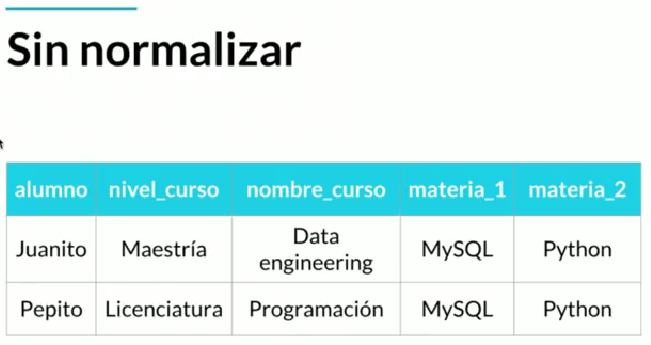 Sin normalizar
alumno nivel_curso nombre_curso materia_1 materia_2
Juanito Maestría Data engineering MySQL Python
Pepito Licenciatura Programación MySQL Python